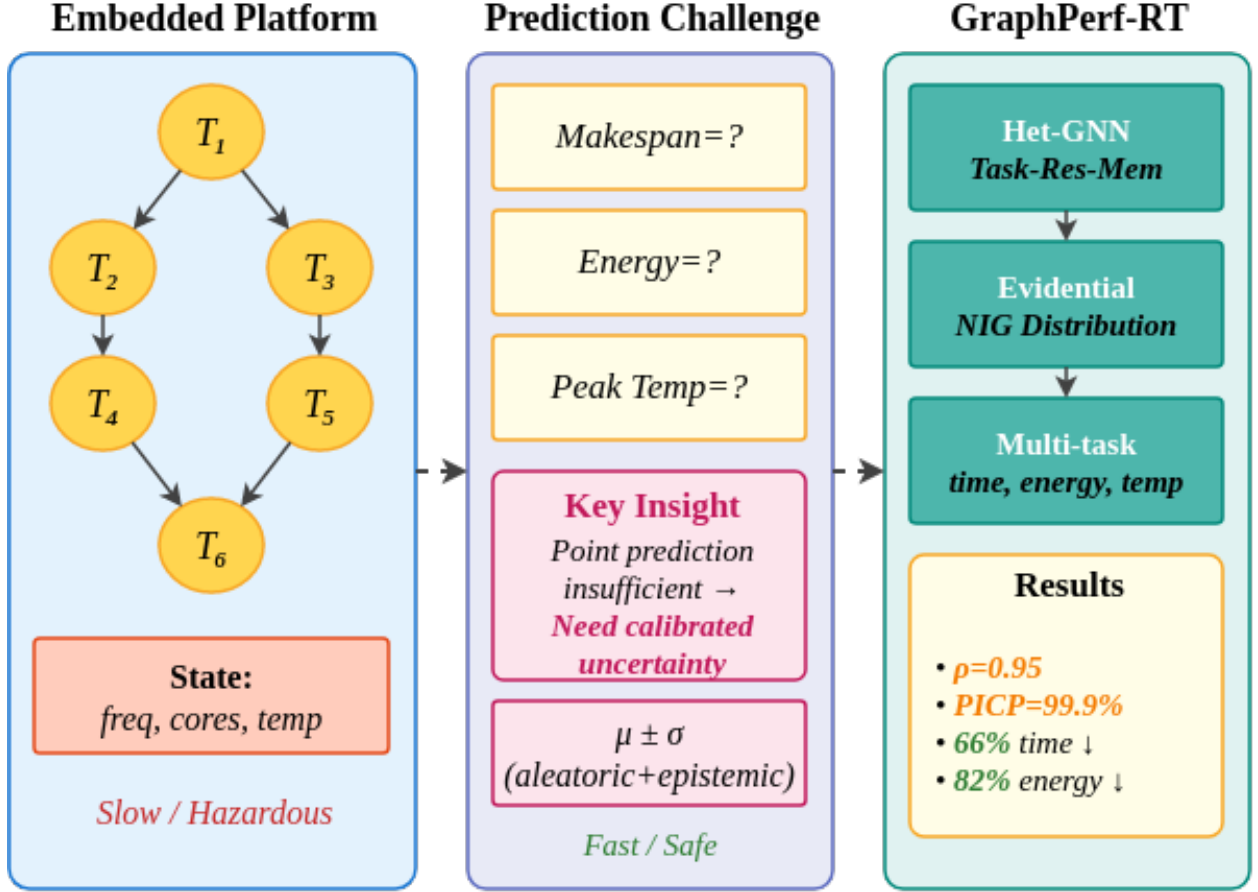 Embedded Platform
T1
T2
T3
T4
T5
T6
State:
freq, cores, temp
Slow / Hazardous
Prediction Challenge
Makespan=?
Energy=?
Peak Temp=?
Key Insight
Point prediction
insufficient →
Need calibrated
uncertainty
μ ± σ
(aleatoric+epistemic)
Fast / Safe
GraphPerf-RT
Het-GNN
Task-Res-Mem
Evidential
NIG Distribution
Multi-task
time, energy, temp
Results
• ρ=0.95
• PICP=99.9%
• 66% time ↓
• 82% energy ↓